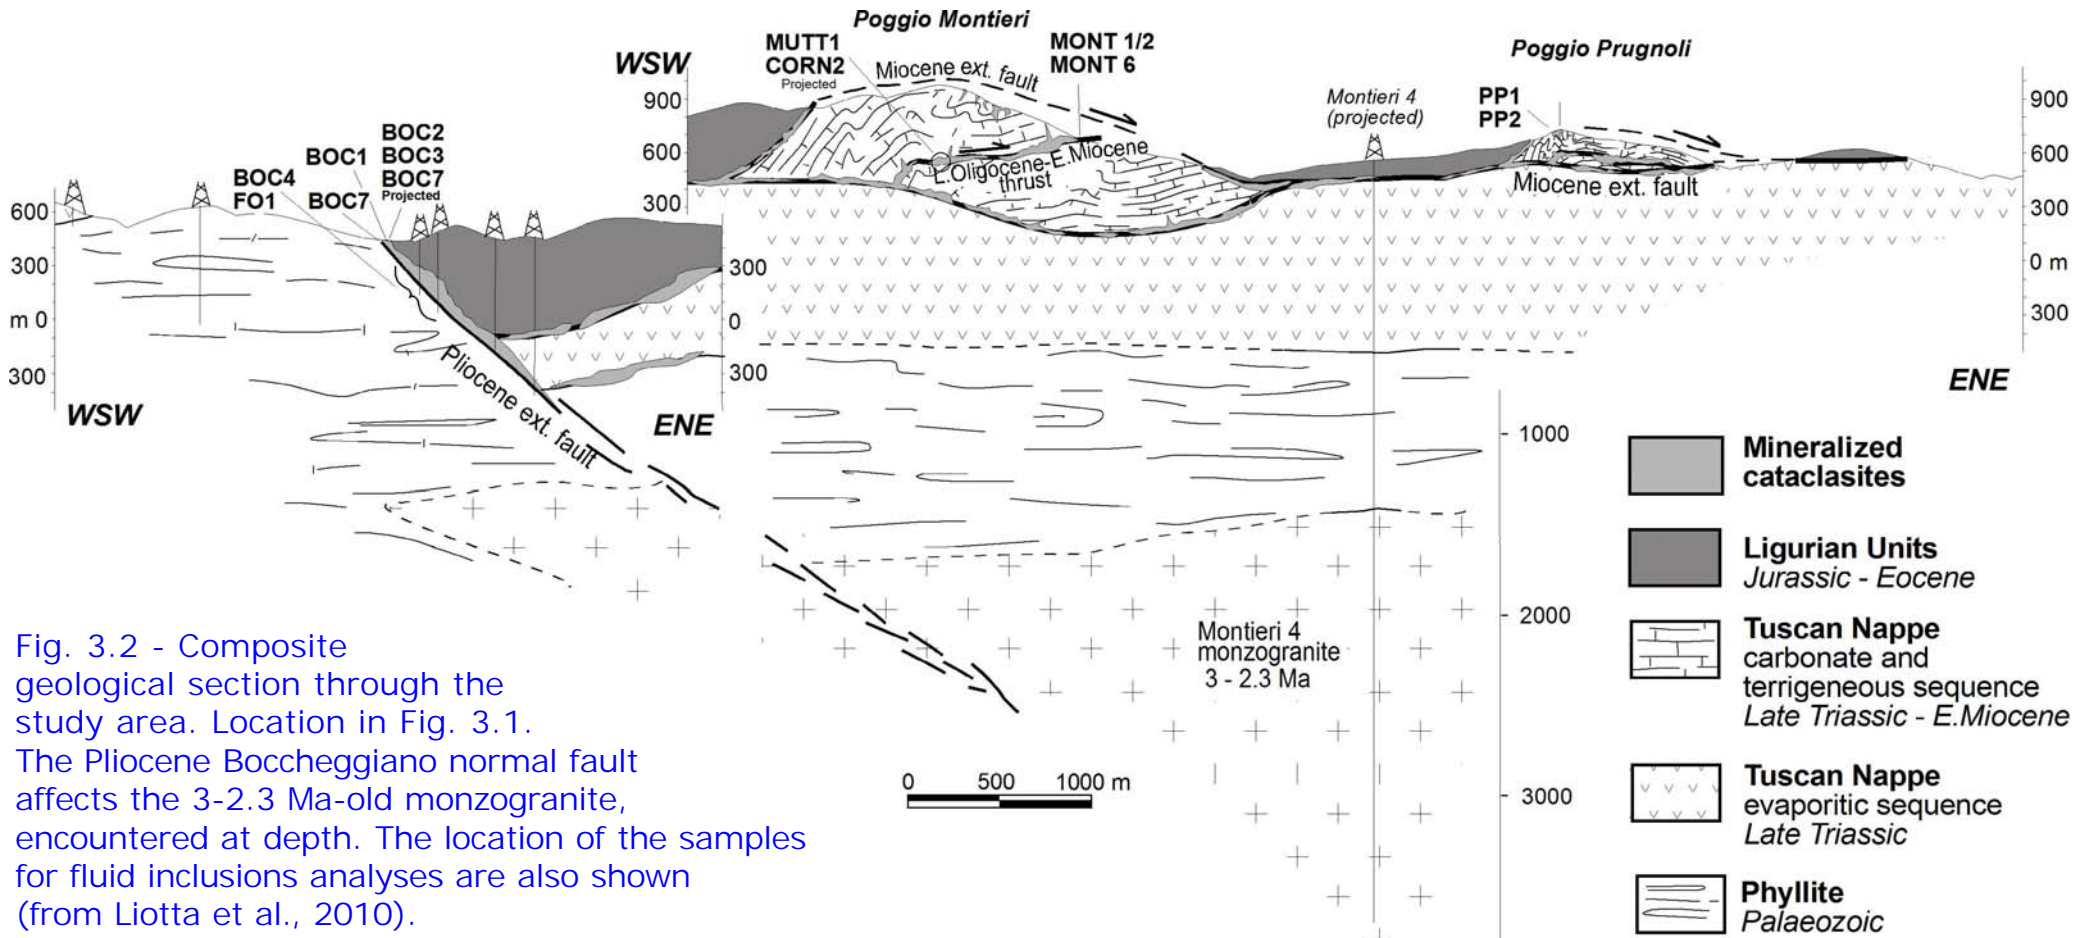 Poggio Montieri
WSW
MUTT1
CORN2
Projected
Miocene ext. fault
MONT 1/2
MONT 6
Poggio Prugnoli
Montieri 4
(projected)
PP1
PP2
900
600
300
L.Oligocene-E.Miocene
thrust
Miocene ext. fault
900
600
300
0 m
300
BOC2
BOC3
BOC7
Projected
BOC1
BOC7
BOC4
FO1
600
300
m 0
300
300
0
300
WSW
Pliocene ext. fault
ENE
ENE
1000
2000
3000
Montieri 4
monzogranite
3 - 2.3 Ma
0 500 1000 m
Mineralized
cataclasites
Ligurian Units
Jurassic - Eocene
Tuscan Nappe
carbonate and
terrigeneous sequence
Late Triassic - E.Miocene
Tuscan Nappe
evaporitic sequence
Late Triassic
Phyllite
Palaeozoic
Fig. 3.2 - Composite
geological section through the
study area. Location in Fig. 3.1.
The Pliocene Boccheggiano normal fault
affects the 3-2.3 Ma-old monzogranite,
encountered at depth. The location of the samples
for fluid inclusions analyses are also shown
(from Liotta et al., 2010).